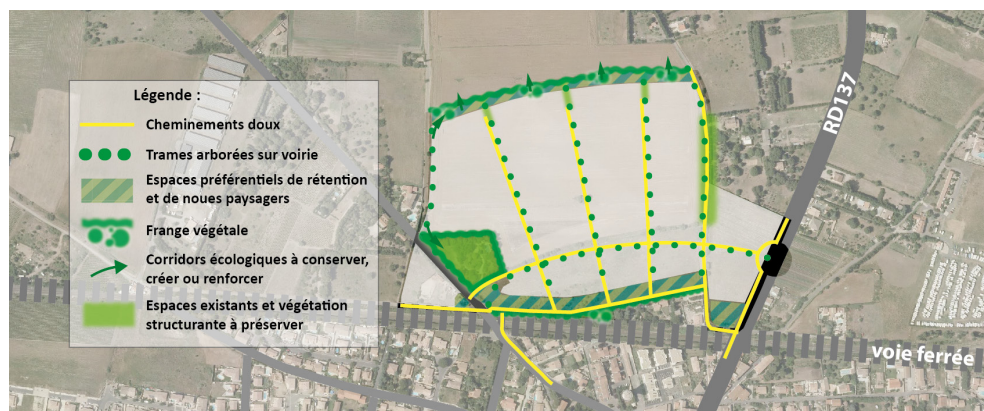 Légende :
Cheminements doux
Trames arborées sur voirie
Espaces préférentiels de rétention
et de noues paysagers
Frange végétale
Corridors écologiques à conserver,
créer ou renforcer
Espaces existants et végétation
structurante à préserver
RD137
voie ferrée